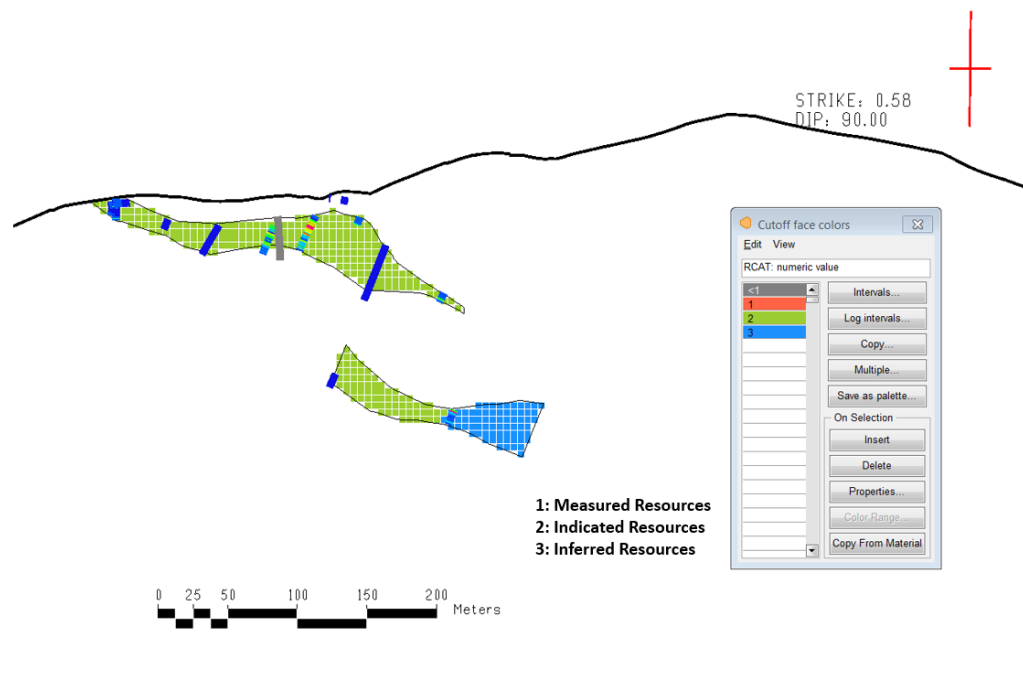 STRIKE: 0.58
DIP: 90.00
Cutoff face colors
Edit View
RCAT: numeric value
<1
1
2
3
Intervals...
Log intervals...
Copy...
Multiple...
Save as palette...
On Selection
Insert
Delete
Properties...
Color Range...
Copy From Material
1: Measured Resources
2: Indicated Resources
3: Inferred Resources
0 25 50 100 150 200
Meters